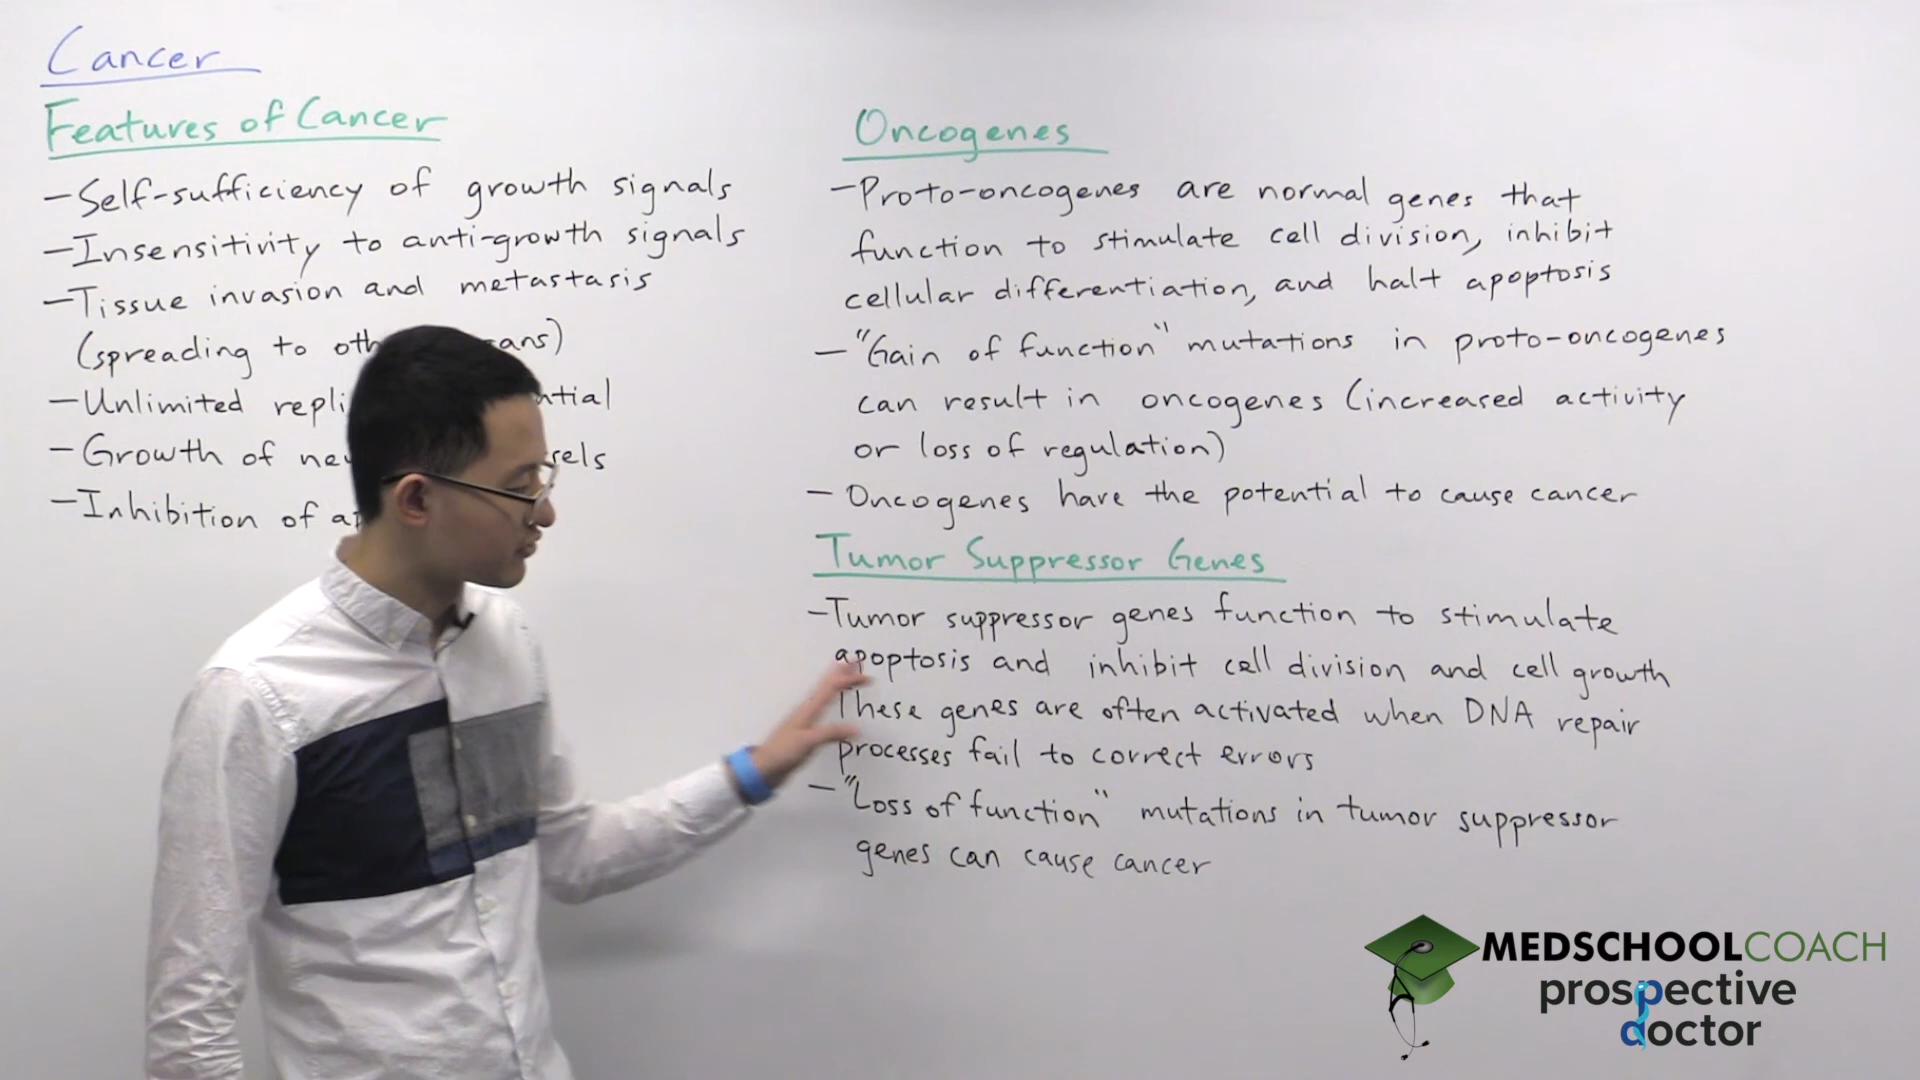 Cancer
Features of Cancer
-Self-sufficiency of growth signals
-Insensitivity to anti-growth signals
-Tissue invasion and metastasis
(spreading to
-Unlimited
-Growth of
-Inhibition of
Oncogenes
-Proto-oncogenes are normal genes that
function to stimulate cell division, inhibit
cellular differentiation, and halt apoptosis
-"Gain of function" mutations in proto-oncogenes
can result in oncogenes (increased activity
or loss of regulation)
-Oncogenes have the potential to cause cancer
Tumor Suppressor Genes
-Tumor suppressor genes function to stimulate
apoptosis and inhibit cell division and cell growth
These genes are often activated when DNA repair
processes fail to correct errors
-"Loss of function" mutations in tumor suppressor
genes can cause cancer
MEDSCHOOLCOACH
prospective
doctor